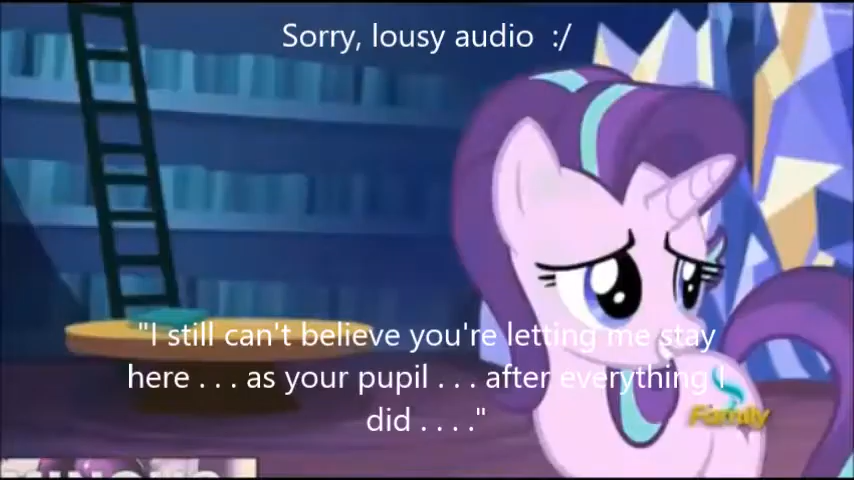 Sorry, lousy audio  :/
"I still can't believe you're letting me stay
here . . . as your pupil . . . after everything I
did . . . ."
Family